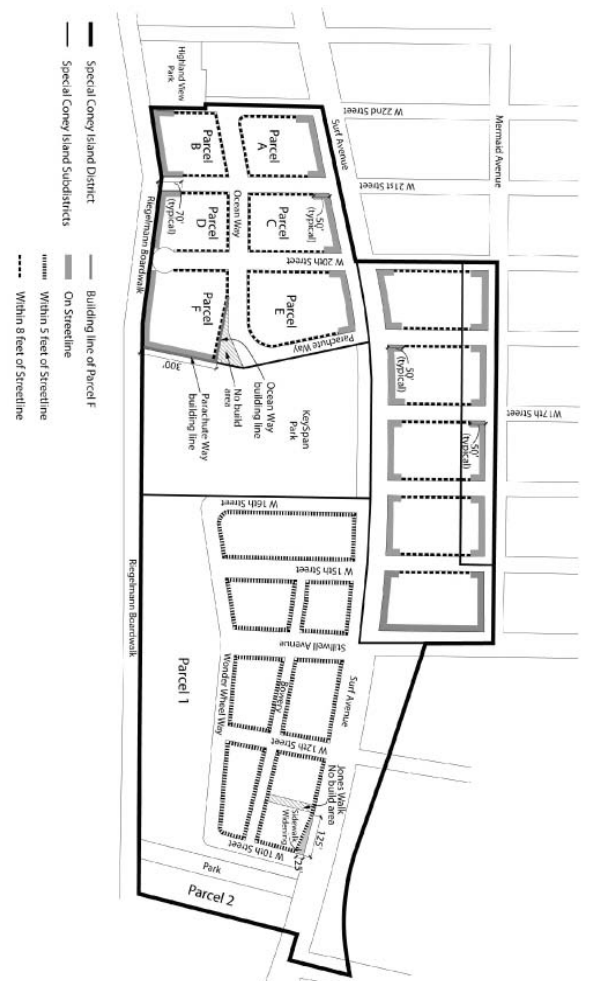 Mermaid Avenue
W 22nd Street
Surf Avenue
W 21st Street
Highland View
Park
Parcel
A
Parcel
B
Ocean Way
Parcel
C
50'
(typical)
Parcel
D
70'
(typical)
W 20th Street
Parcel
E
Parcel
F
Riegelmann Boardwalk
Parachute Way
300'
Ocean Way
building line
No build
area
Parachute Way
building line
KeySpan
Park
50'
(typical)
W 17th Street
50'
(typical)
W 16th Street
W 15th Street
Stillwell Avenue
Surf Avenue
Bowery
Wonder Wheel Way
W 12th Street
Jones Walk
No build area
Sidewalk
Widening
125'
25'
W 10th Street
Riegelmann Boardwalk
Parcel 1
Park
Parcel 2
Special Coney Island District
Special Coney Island Subdistricts
Building line of Parcel F
On Streetline
Within 5 feet of Streetline
Within 8 feet of Streetline